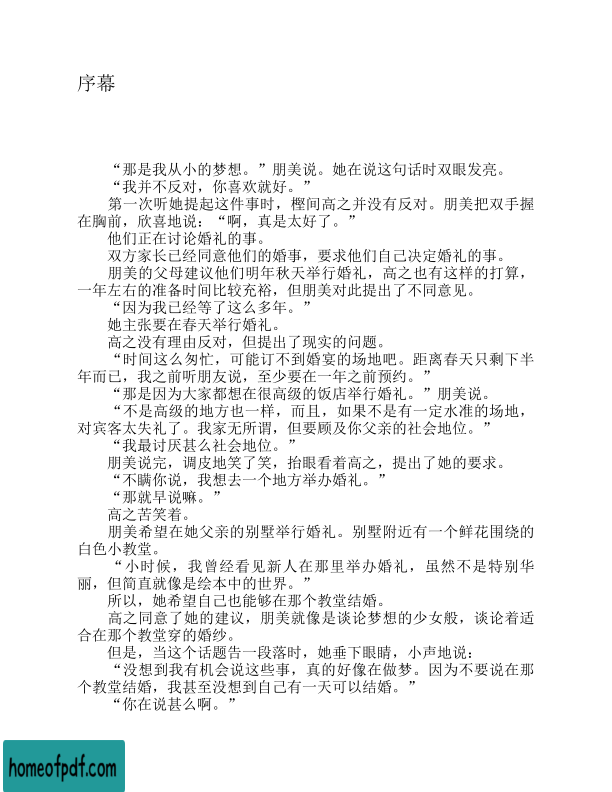 序幕
“那是我从小的梦想。”朋美说。她在说这句话时双眼发亮。
“我并不反对，你喜欢就好。”
第一次听她提起这件事时，樫间高之并没有反对。朋美把双手握
在胸前，欣喜地说：“啊，真是太好了。”
他们正在讨论婚礼的事。
双方家长已经同意他们的婚事，要求他们自己决定婚礼的事。
朋美的父母建议他们明年秋天举行婚礼，高之也有这样的打算，
一年左右的准备时间比较充裕，但朋美对此提出了不同意见。
“因为我已经等了这么多年。”
她主张要在春天举行婚礼。
高之没有理由反对，但提出了现实的问题。
“时间这么匆忙，可能订不到婚宴的场地吧。距离春天只剩下半
年而已，我之前听朋友说，至少要在一年之前预约。”
“那是因为大家都想在很高级的饭店举行婚礼。”朋美说。
“不是高级的地方也一样，而且，如果不是有一定水准的场地，
对宾客太失礼了。我家无所谓，但要顾及你父亲的社会地位。”
“我最讨厌甚么社会地位。”
朋美说完，调皮地笑了笑，抬眼看着高之，提出了她的要求。
“不瞒你说，我想去一个地方举办婚礼。”
“那就早说嘛。”
高之苦笑着。
朋美希望在她父亲的别墅举行婚礼。别墅附近有一个鲜花围绕的
白色小教堂。
“小时候，我曾经看见新人在那里举办婚礼，虽然不是特别华
丽，但简直就像是绘本中的世界。”
所以，她希望自己也能够在那个教堂结婚。
高之同意了她的建议，朋美就像是谈论梦想的少女般，谈论着适
合在那个教堂穿的婚纱。
但是，当这个话题告一段落时，她垂下眼睛，小声地说：
“没想到我有机会说这些事，真的好像在做梦。因为不要说在那
个教堂结婚，我甚至没想到自己有一天可以结婚。”
“你在说甚么啊。”
homeofpdf.com